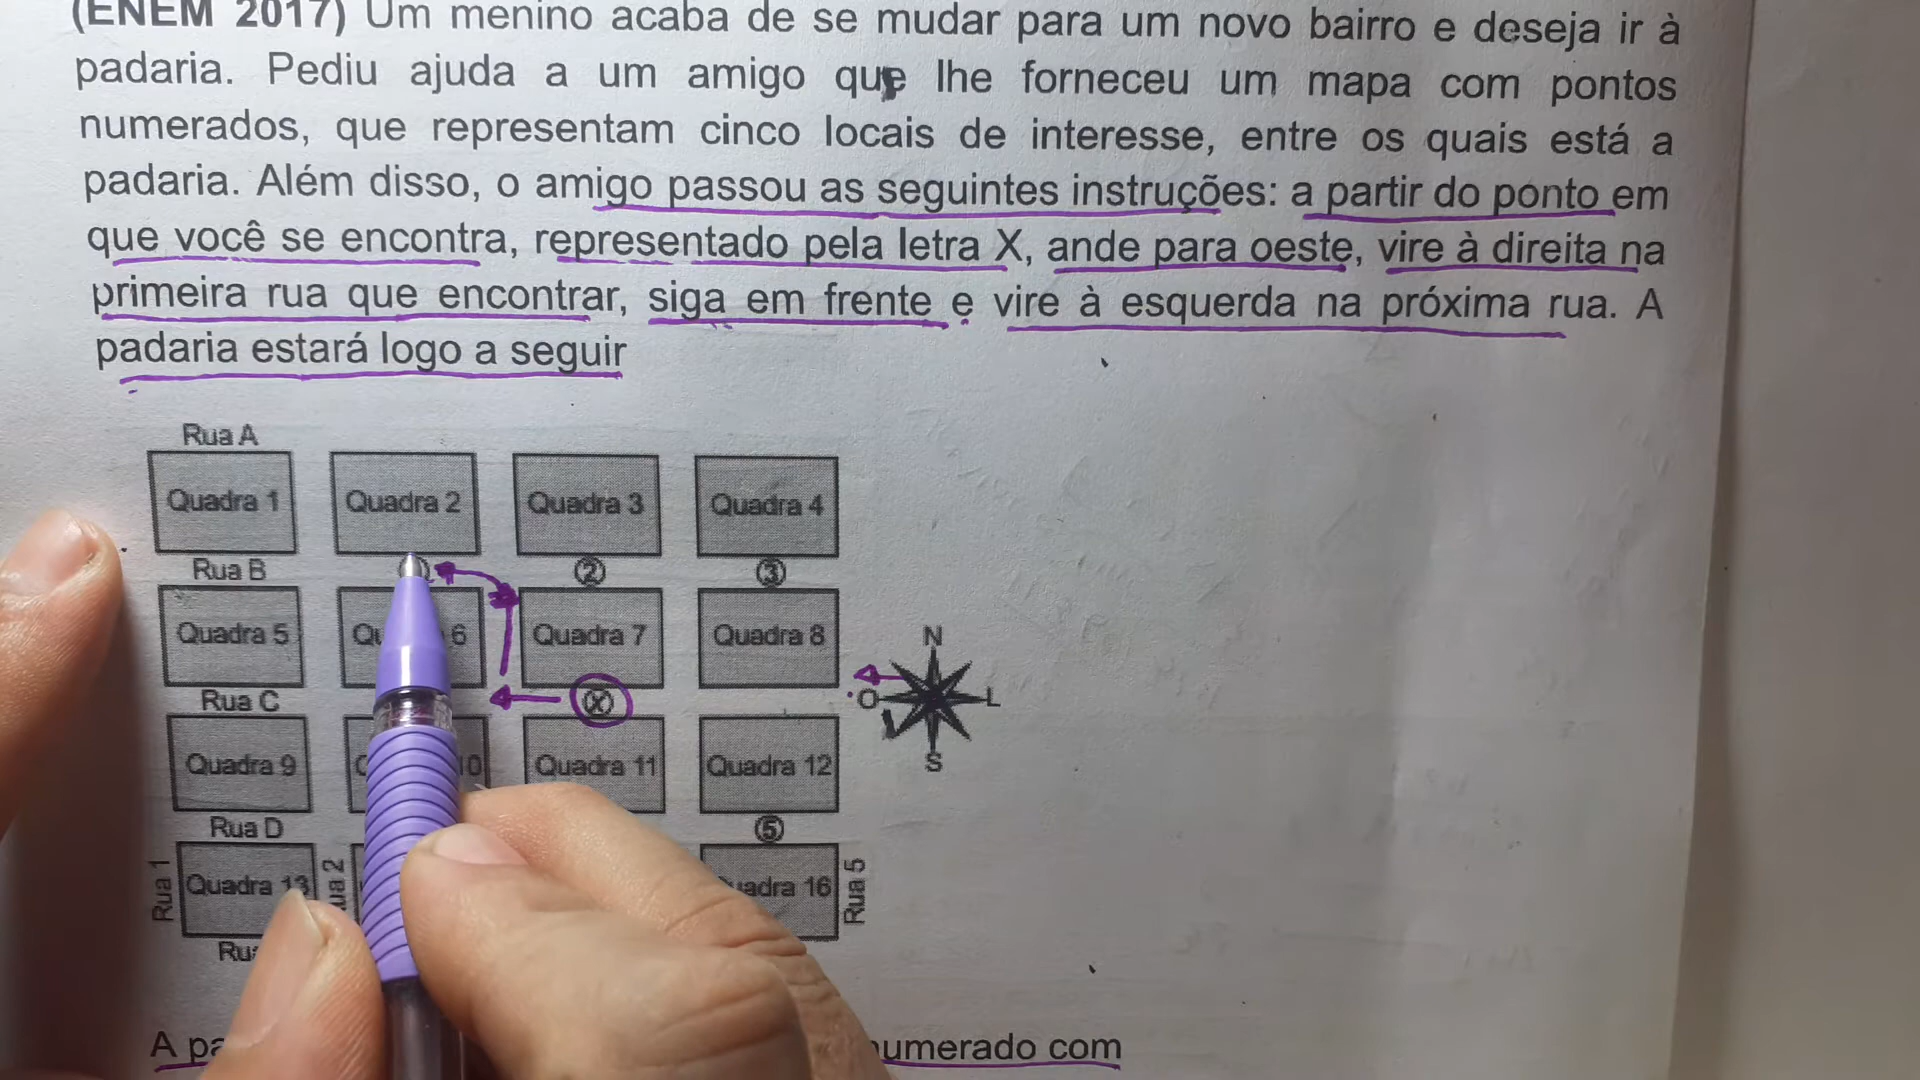 (ENEM 2017) Um menino acaba de se mudar para um novo bairro e deseja ir à
padaria. Pediu ajuda a um amigo que lhe forneceu um mapa com pontos
numerados, que representam cinco locais de interesse, entre os quais está a
padaria. Além disso, o amigo passou as seguintes instruções: a partir do ponto em
que você se encontra, representado pela letra X, ande para oeste, vire à direita na
primeira rua que encontrar, siga em frente e vire à esquerda na próxima rua. A
padaria estará logo a seguir
Rua A
Quadra 1 Quadra 2 Quadra 3 Quadra 4
Rua B 2 3
Quadra 5 6 Quadra 7 Quadra 8
N
Rua C X O L
Quadra 9 10 Quadra 11 Quadra 12
S
Rua D 5
Rua 1 Quadra 13 16 Rua 5
A numerado com